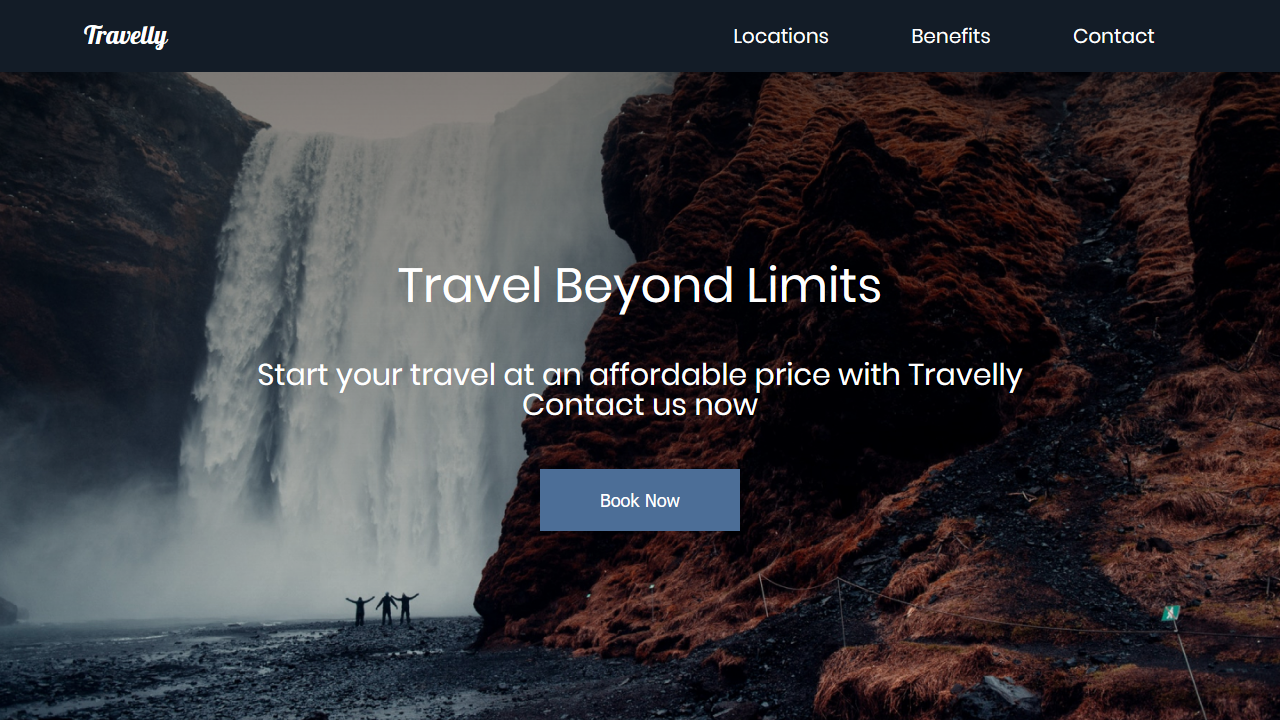 Travelly
Locations
Benefits
Contact
Travel Beyond Limits
Start your travel at an affordable price with Travelly
Contact us now
Book Now